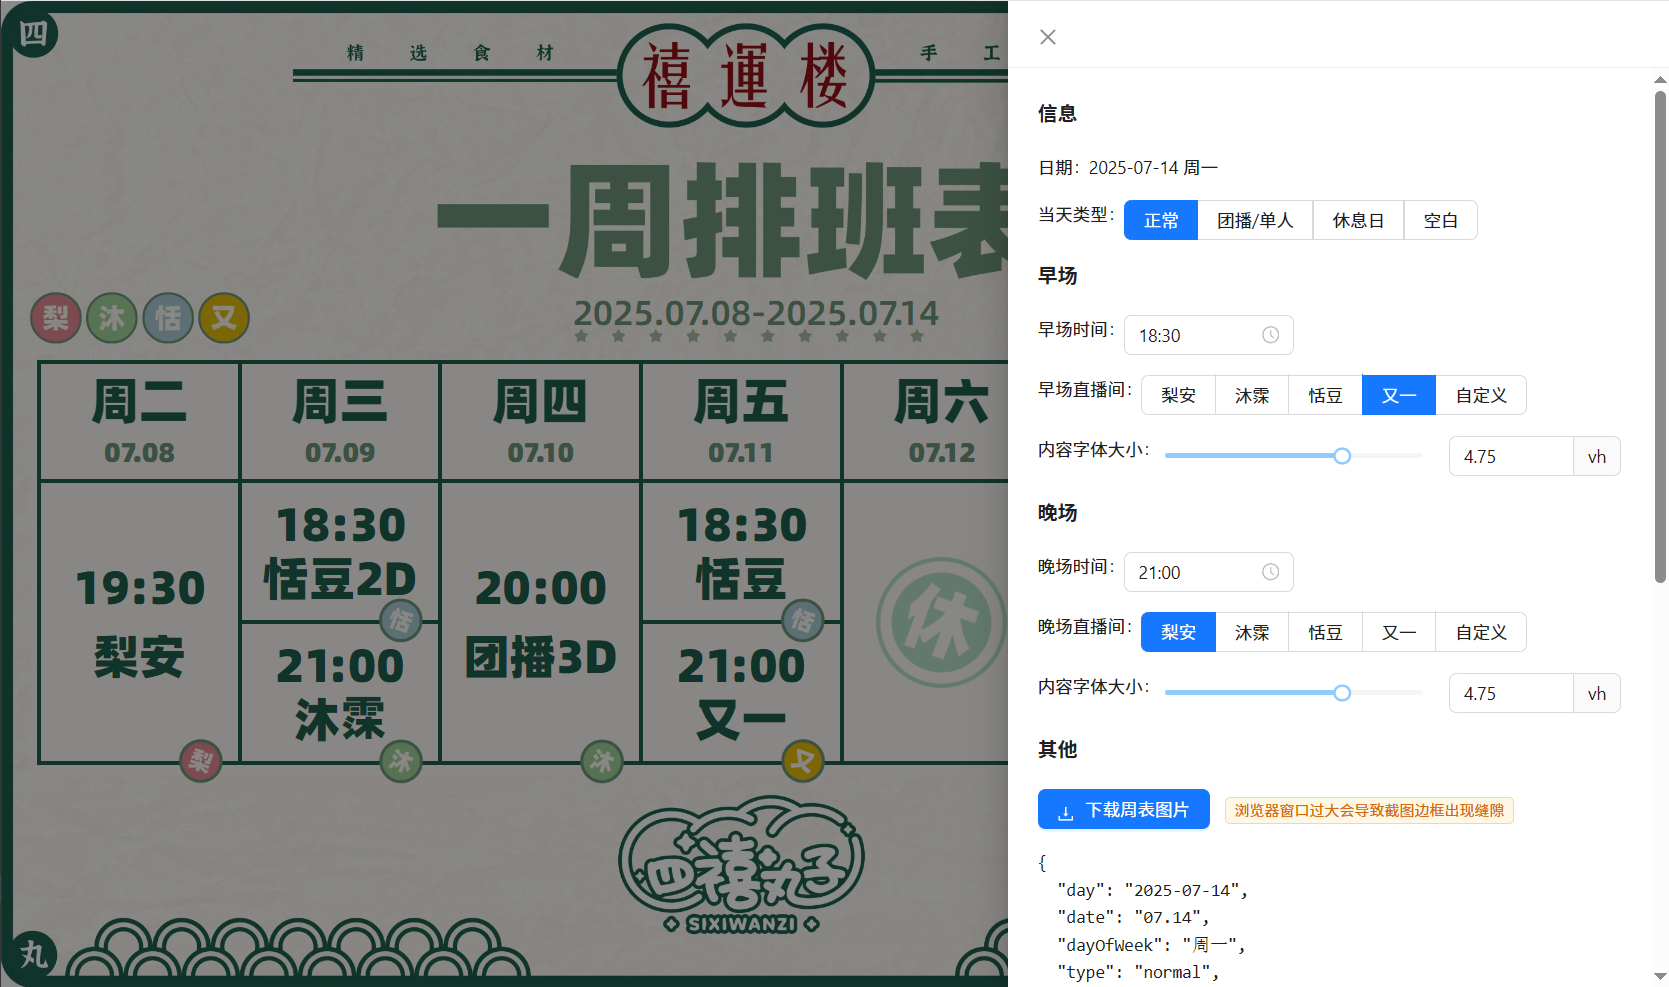 四
精 选 食 材
禧運楼
手 工
一周排班表
2025.07.08-2025.07.14
梨 沐 恬 又
周二 周三 周四 周五 周六
07.08 07.09 07.10 07.11 07.12
19:30
梨安
梨
18:30
恬豆2D
恬
21:00
沐霂
沐
20:00
团播3D
沐
18:30
恬豆
恬
21:00
又一
又
休
四禧丸子
SIXIWANZI
丸
信息
日期：2025-07-14 周一
当天类型： 正常 团播/单人 休息日 空白
早场
早场时间： 18:30
早场直播间： 梨安 沐霂 恬豆 又一 自定义
内容字体大小： 4.75 vh
晚场
晚场时间： 21:00
晚场直播间： 梨安 沐霂 恬豆 又一 自定义
内容字体大小： 4.75 vh
其他
下载周表图片 浏览器窗口过大会导致截图边框出现缝隙
{
"day": "2025-07-14",
"date": "07.14",
"dayOfWeek": "周一",
"type": "normal",